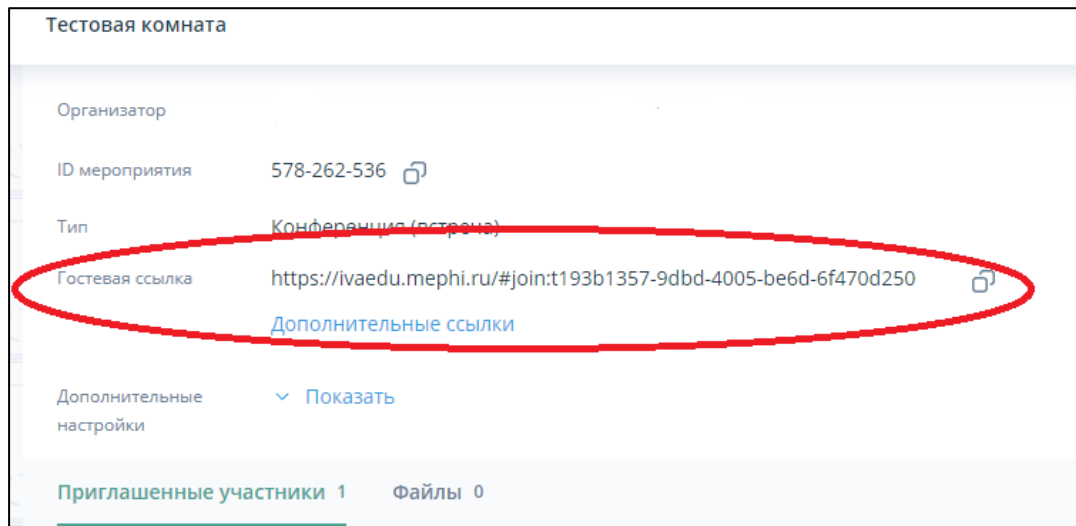 Тестовая комната
Организатор
ID мероприятия 578-262-536
Тип Конференция (встреча)
Гостевая ссылка https://ivaedu.mephi.ru/#join:t193b1357-9dbd-4005-be6d-6f470d250
Дополнительные ссылки
Дополнительные Показать
настройки
Приглашенные участники 1 Файлы 0